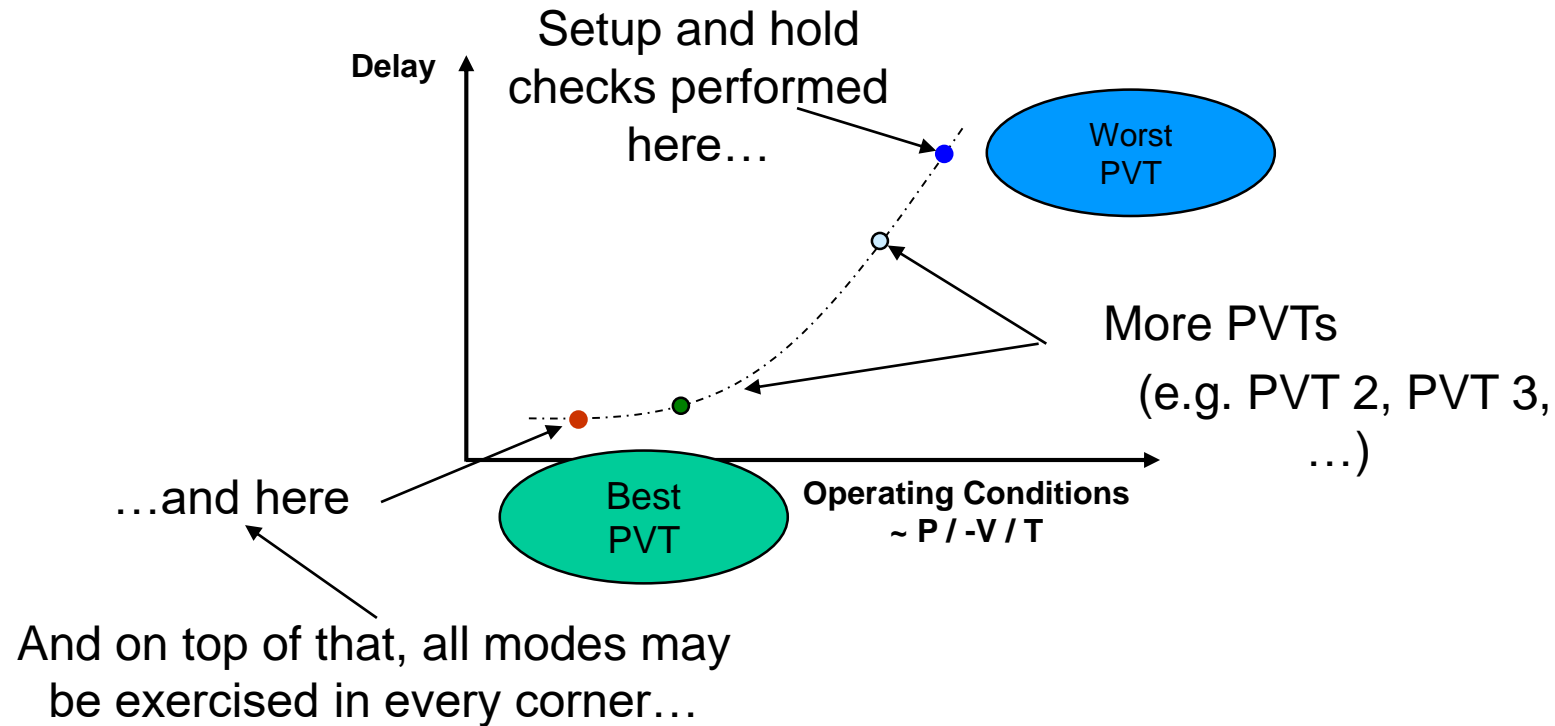 Setup and hold
checks performed
here…
Delay
Worst
PVT
More PVTs
(e.g. PVT 2, PVT 3,
…)
…and here
Best
PVT
Operating Conditions
~ P / -V / T
And on top of that, all modes may
be exercised in every corner…